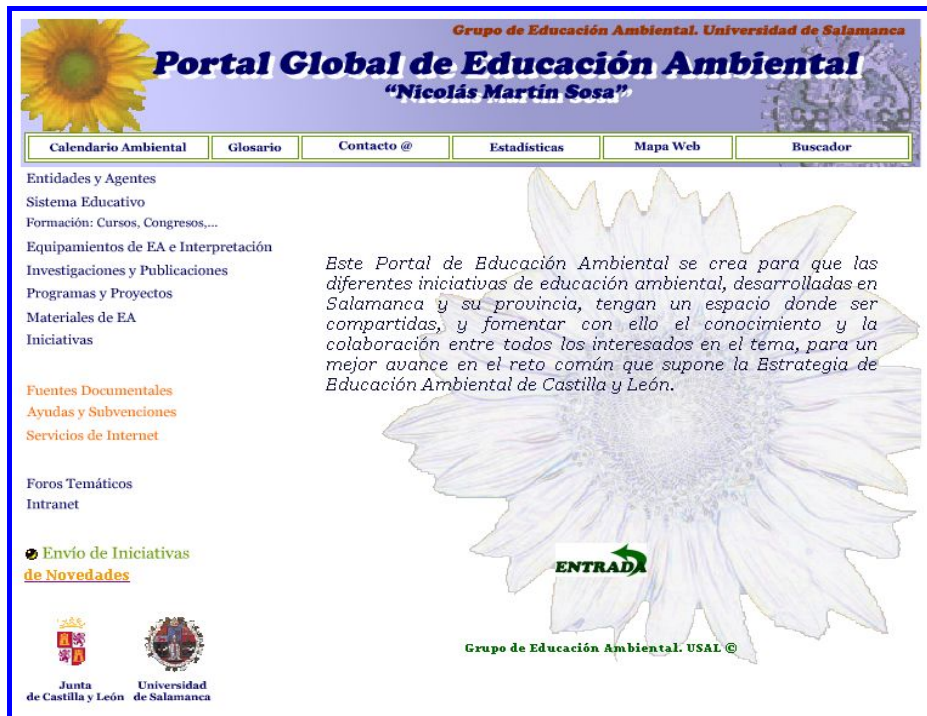 Grupo de Educación Ambiental. Universidad de Salamanca
Portal Global de Educación Ambiental
“Nicolás Martín Sosa”
Calendario Ambiental Glosario Contacto @ Estadísticas Mapa Web Buscador
Entidades y Agentes
Sistema Educativo
Formación: Cursos, Congresos,...
Equipamientos de EA e Interpretación
Investigaciones y Publicaciones
Programas y Proyectos
Materiales de EA
Iniciativas
Fuentes Documentales
Ayudas y Subvenciones
Servicios de Internet
Foros Temáticos
Intranet
Envío de Iniciativas
de Novedades
Junta
de Castilla y León
Universidad
de Salamanca
Este Portal de Educación Ambiental se crea para que las
diferentes iniciativas de educación ambiental, desarrolladas en
Salamanca y su provincia, tengan un espacio donde ser
compartidas, y fomentar con ello el conocimiento y la
colaboración entre todos los interesados en el tema, para un
mejor avance en el reto común que supone la Estrategia de
Educación Ambiental de Castilla y León.
ENTRADA
Grupo de Educación Ambiental. USAL ©